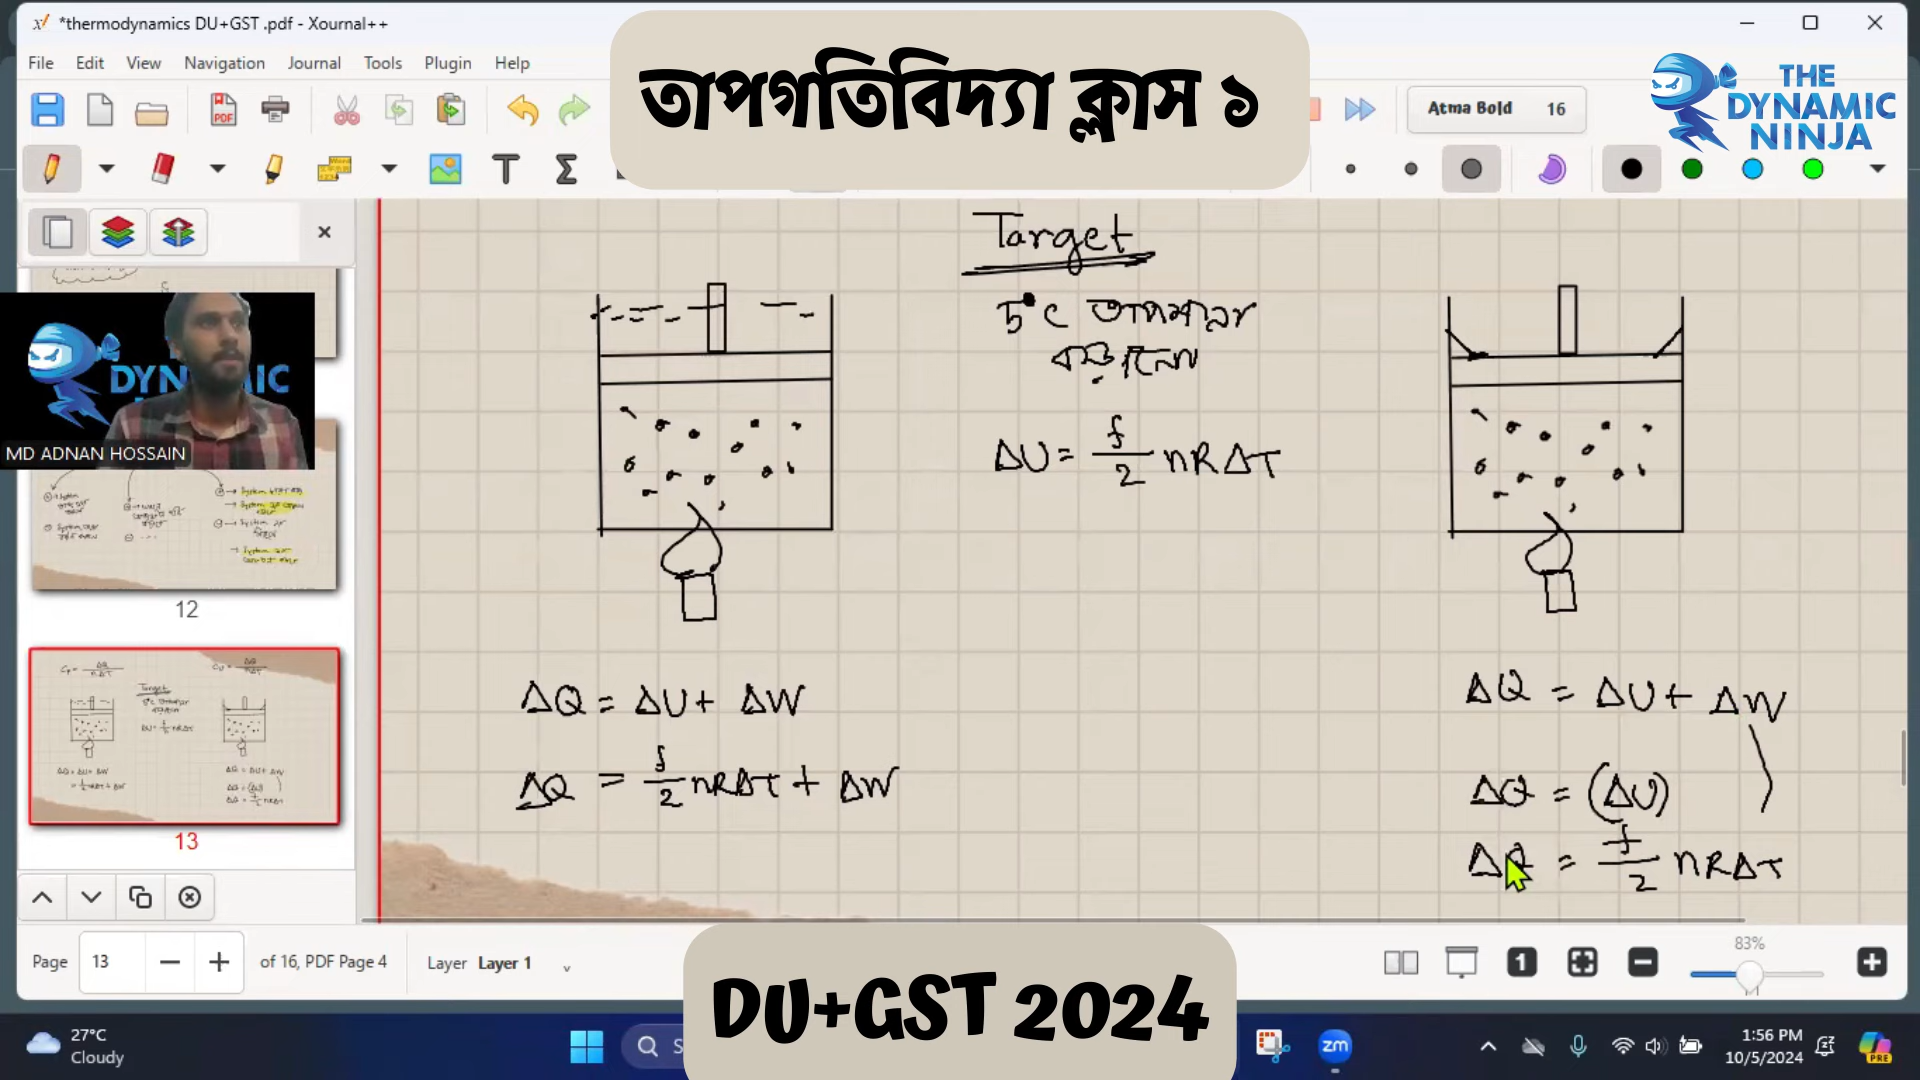 *thermodynamics DU+GST .pdf - Xournal++
File Edit View Navigation Journal Tools Plugin Help
তাপগতিবিদ্যা ক্লাস ১
Atma Bold 16
THE
DYNAMIC
NINJA
PDF
T Σ
Target
5°C তাপমাত্রার
MD ADNAN HOSSAIN
ΔU = f/2 nRΔT
12
ΔQ = ΔU + ΔW
ΔQ = f/2 nRΔT + ΔW
ΔQ = ΔU + ΔW
ΔQ = (ΔU)
ΔQ = f/2 nRΔT
13
83%
Page 13 of 16, PDF Page 4 Layer Layer 1
DU+GST 2024
27°C
Cloudy
zm
1:56 PM
10/5/2024
PRE